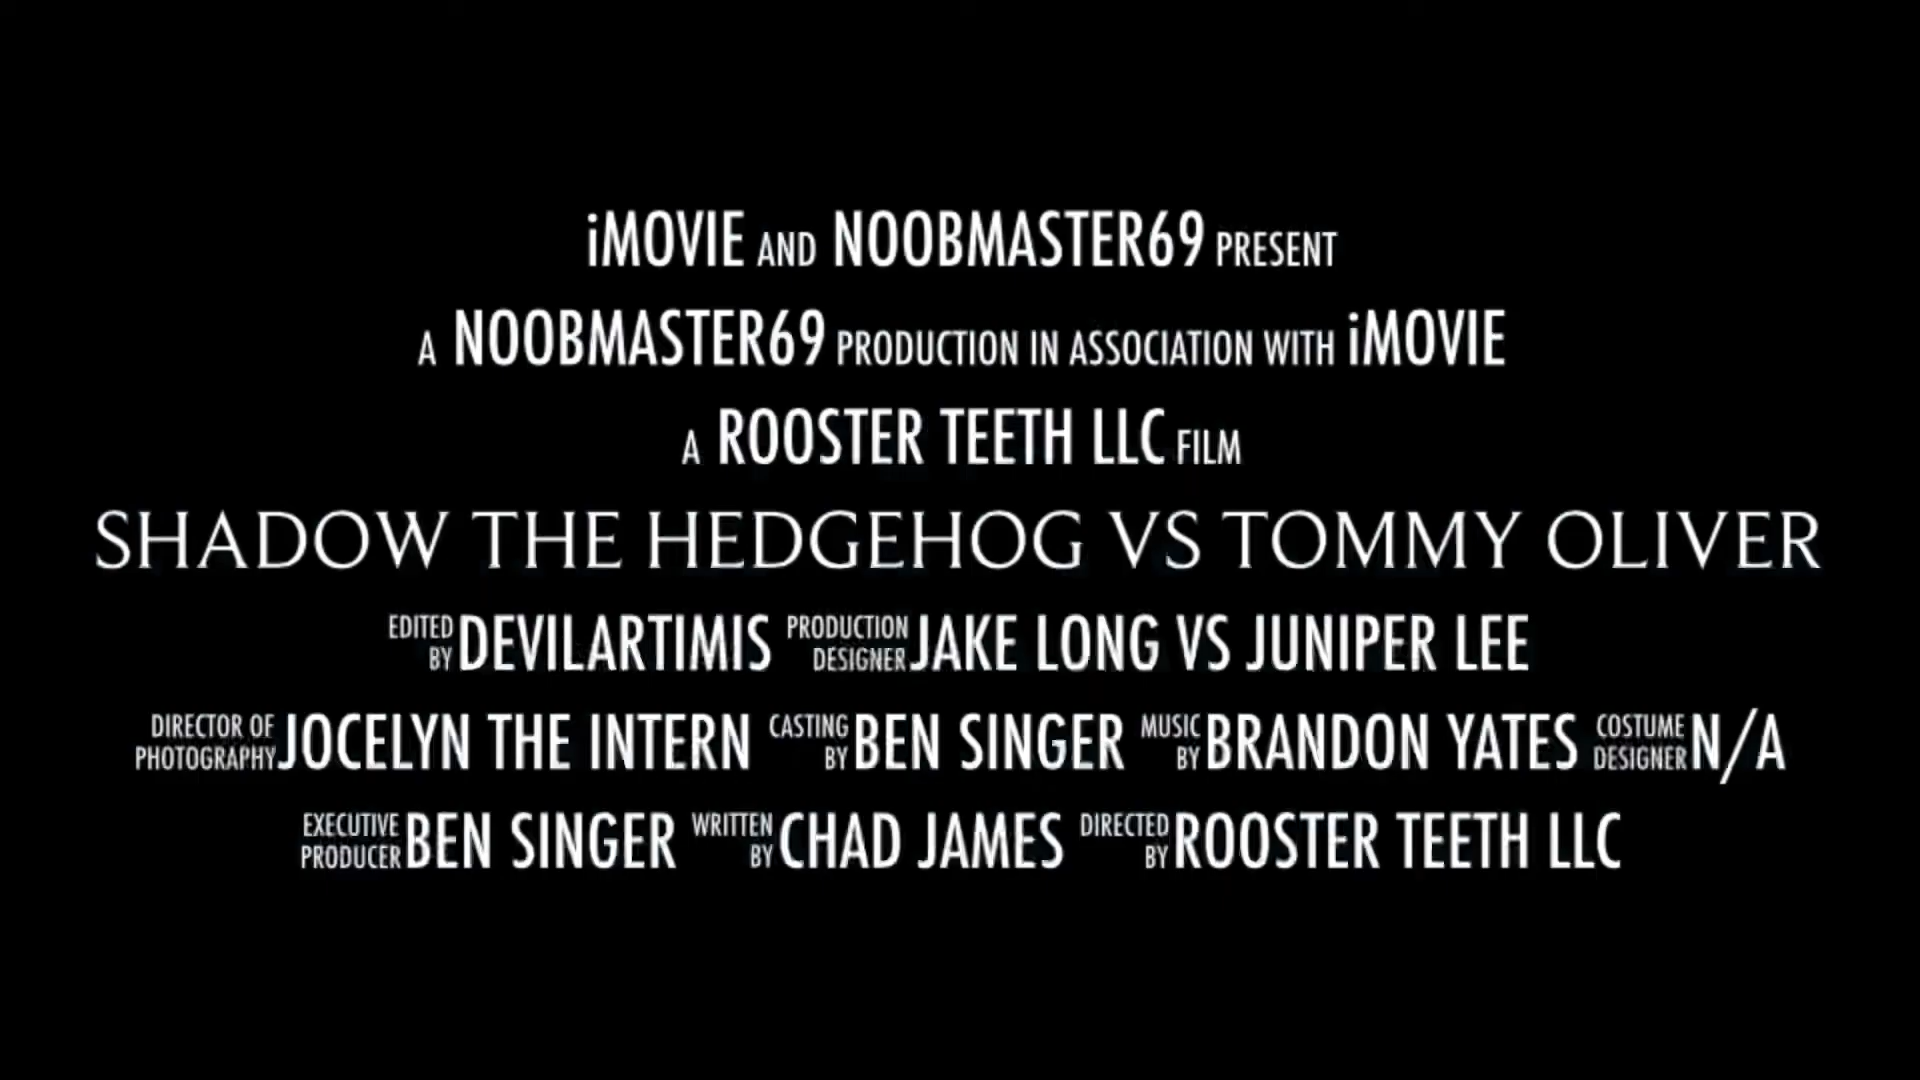 iMOVIE AND NOOBMASTER69 PRESENT
A NOOBMASTER69 PRODUCTION IN ASSOCIATION WITH iMOVIE
A ROOSTER TEETH LLC FILM
SHADOW THE HEDGEHOG VS TOMMY OLIVER
EDITED BY DEVILARTIMIS PRODUCTION DESIGNER JAKE LONG VS JUNIPER LEE
DIRECTOR OF PHOTOGRAPHY JOCELYN THE INTERN CASTING BY BEN SINGER MUSIC BY BRANDON YATES COSTUME DESIGNER N/A
EXECUTIVE PRODUCER BEN SINGER WRITTEN BY CHAD JAMES DIRECTED BY ROOSTER TEETH LLC